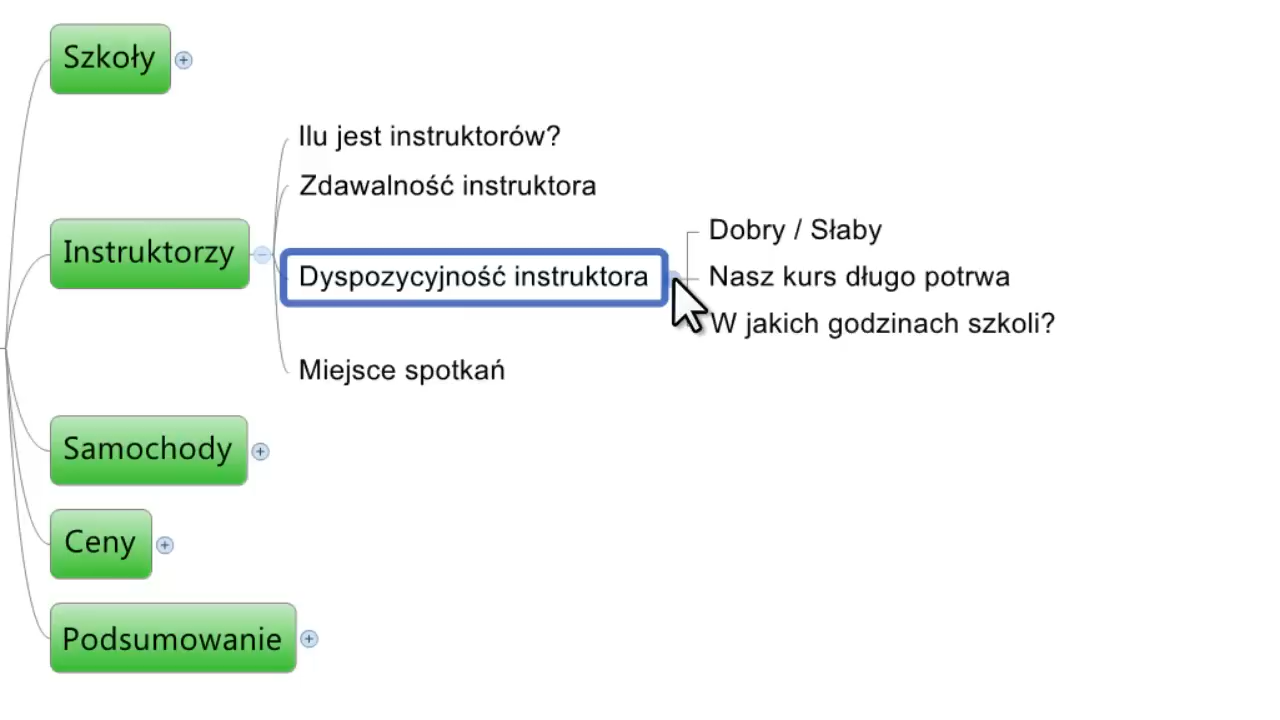 Szkoły
Instruktorzy
Ilu jest instruktorów?
Zdawalność instruktora
Dyspozycyjność instruktora
Dobry / Słaby
Nasz kurs długo potrwa
W jakich godzinach szkoli?
Miejsce spotkań
Samochody
Ceny
Podsumowanie